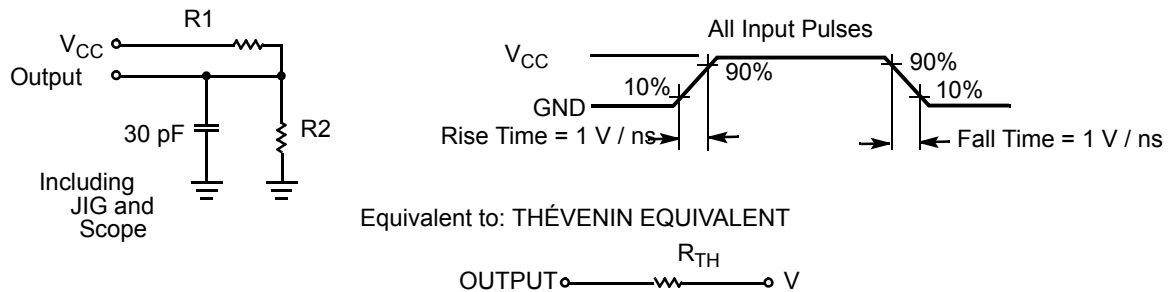 R1
VCC
Output
30 pF
R2
Including
JIG and
Scope
All Input Pulses
VCC
GND
10%
90%
90%
10%
Rise Time = 1 V / ns
Fall Time = 1 V / ns
Equivalent to: THÉVENIN EQUIVALENT
RTH
OUTPUT
V